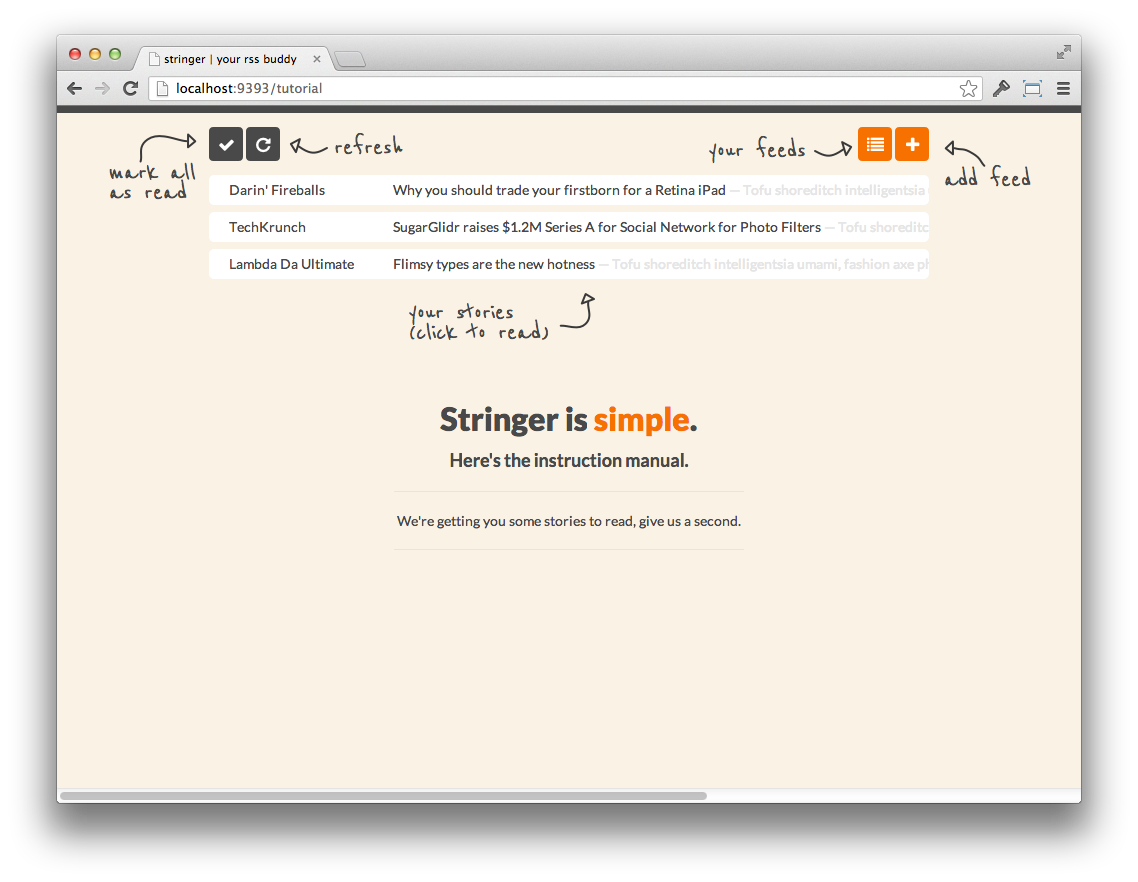 stringer | your rss buddy
localhost:9393/tutorial
mark all
as read
refresh
your feeds
add feed
Darin' Fireballs Why you should trade your firstborn for a Retina iPad — Tofu shoreditch intelligentsia
TechKrunch SugarGlidr raises $1.2M Series A for Social Network for Photo Filters — Tofu shoreditc
Lambda Da Ultimate Flimsy types are the new hotness — Tofu shoreditch intelligentsia umami, fashion axe ph
your stories
(click to read)
Stringer is simple.
Here's the instruction manual.
We're getting you some stories to read, give us a second.